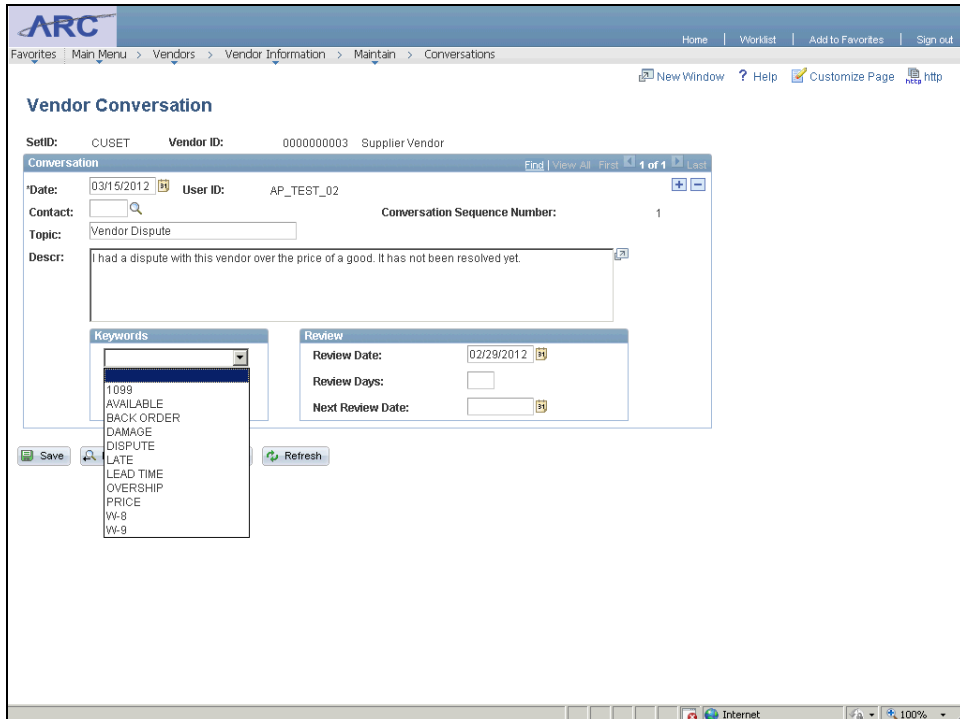 ARC
Home | Worklist | Add to Favorites | Sign out
Favorites Main Menu > Vendors > Vendor Information > Maintain > Conversations
New Window ? Help Customize Page http
Vendor Conversation
SetID: CUSET Vendor ID: 0000000003 Supplier Vendor
Conversation Find | View All First 1 of 1 Last
*Date: 03/15/2012 User ID: AP_TEST_02
Contact: Conversation Sequence Number: 1
Topic: Vendor Dispute
Descr: I had a dispute with this vendor over the price of a good. It has not been resolved yet.
Keywords Review
Review Date: 02/29/2012
Review Days:
Next Review Date:
1099
AVAILABLE
BACK ORDER
DAMAGE
DISPUTE
LATE
LEAD TIME
OVERSHIP
PRICE
W-8
W-9
Save Refresh
Internet 100%